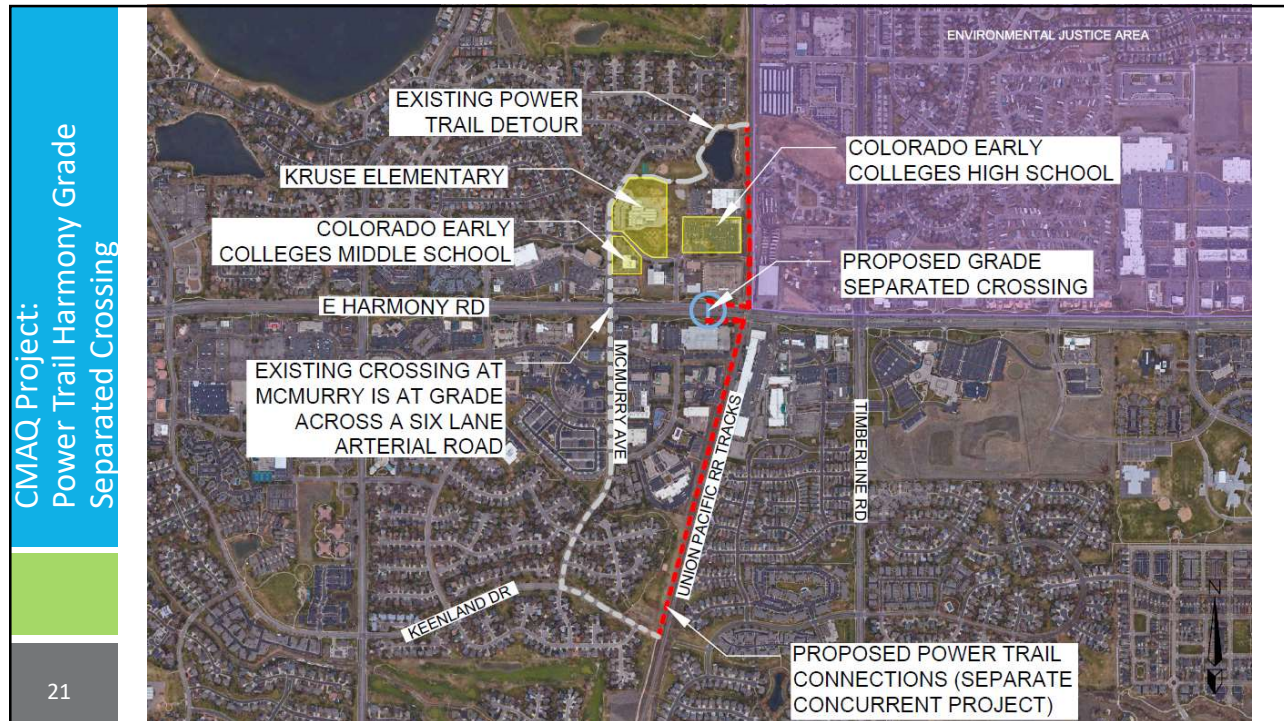 CMAQ Project:
Power Trail Harmony Grade
Separated Crossing
21
ENVIRONMENTAL JUSTICE AREA
EXISTING POWER
TRAIL DETOUR
KRUSE ELEMENTARY
COLORADO EARLY
COLLEGES HIGH SCHOOL
COLORADO EARLY
COLLEGES MIDDLE SCHOOL
PROPOSED GRADE
SEPARATED CROSSING
E HARMONY RD
EXISTING CROSSING AT
MCMURRY IS AT GRADE
ACROSS A SIX LANE
ARTERIAL ROAD
MCMURRY AVE
UNION PACIFIC RR TRACKS
TIMBERLINE RD
KEENLAND DR
PROPOSED POWER TRAIL
CONNECTIONS (SEPARATE
CONCURRENT PROJECT)
N